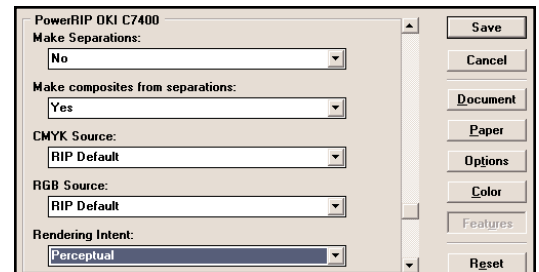 PowerRIP OKI C7400
Make Separations:
No
Make composites from separations:
Yes
CMYK Source:
RIP Default
RGB Source:
RIP Default
Rendering Intent:
Perceptual
Save
Cancel
Document
Paper
Options
Color
Features
Reset